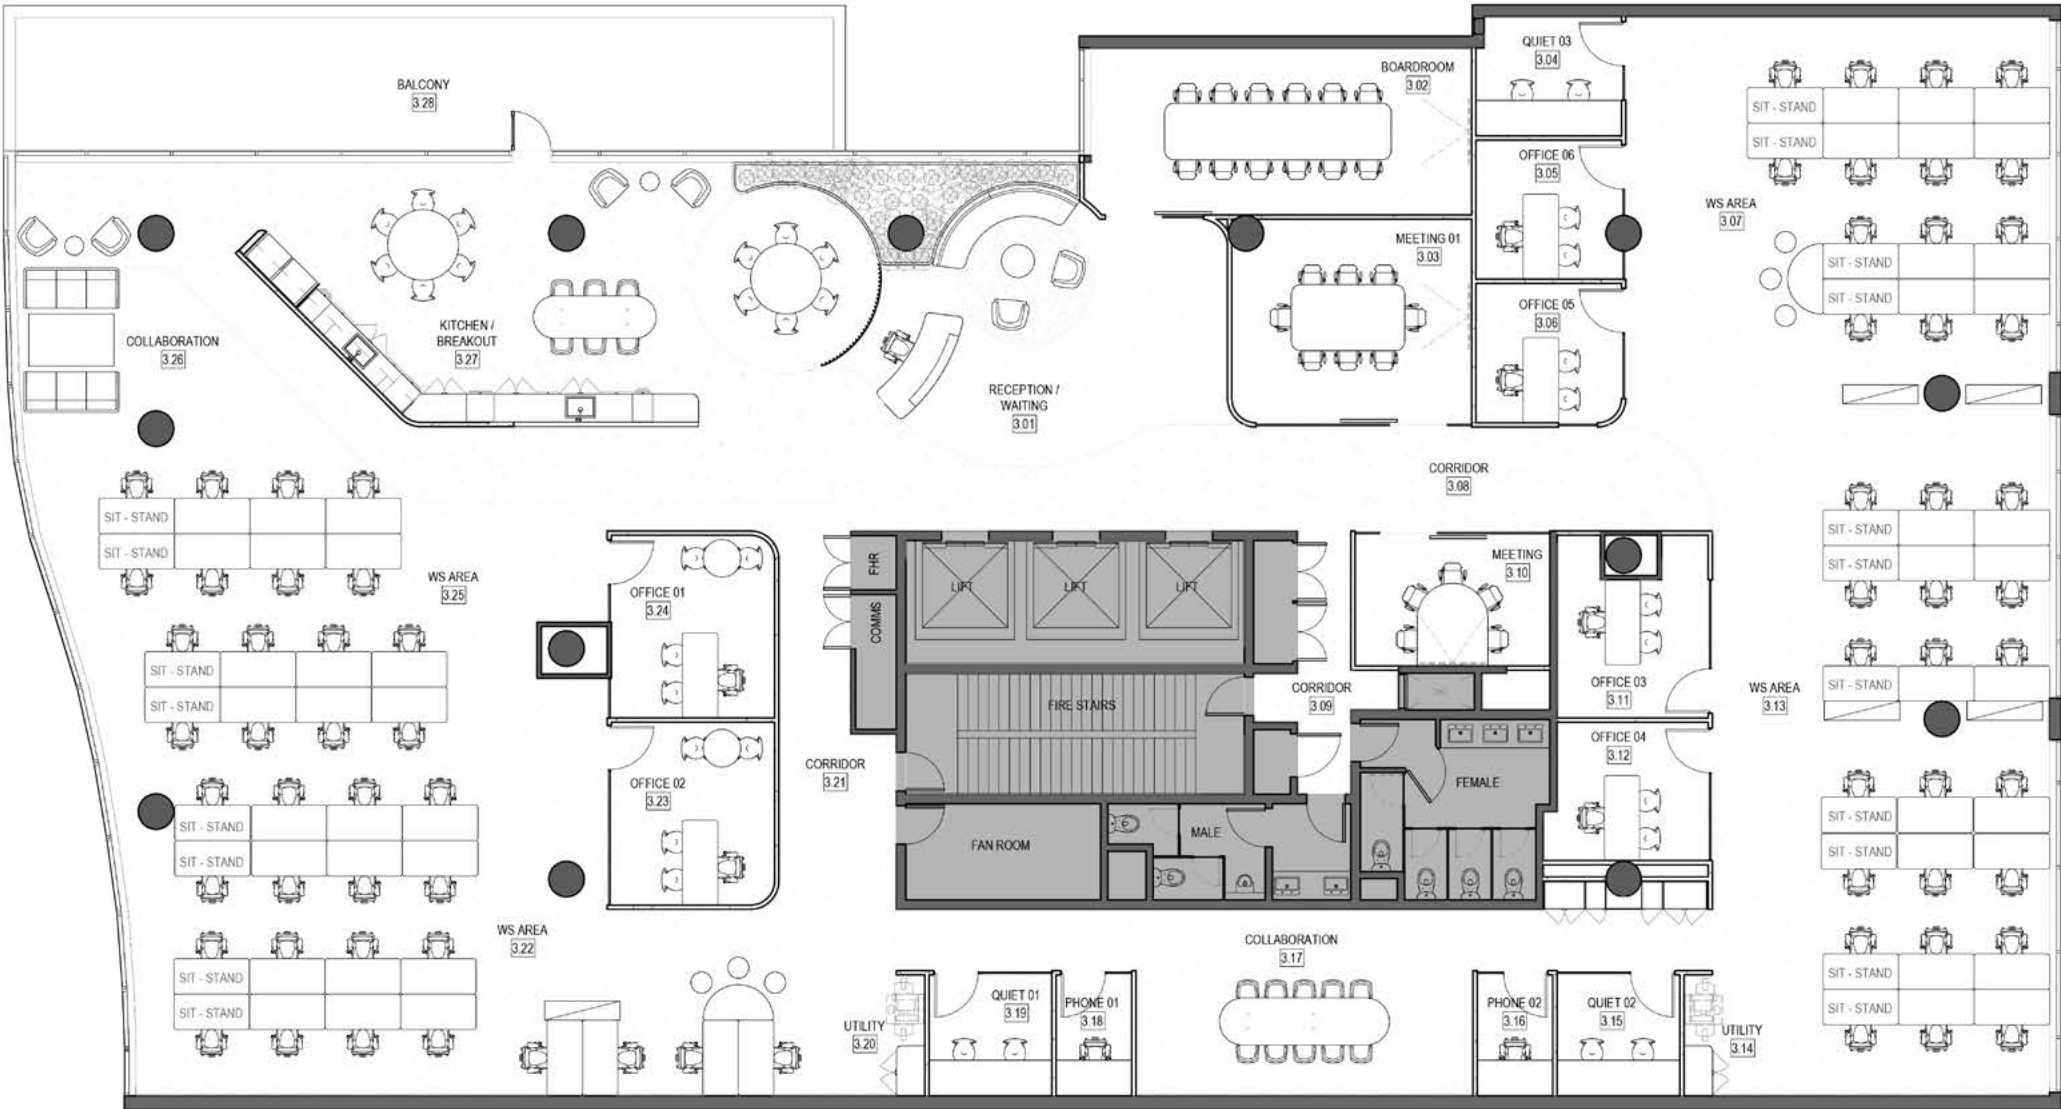 QUIET 03
3.04
BOARDROOM
3.02
BALCONY
3.28
SIT - STAND
SIT - STAND
OFFICE 06
3.05
WS AREA
3.07
MEETING 01
3.03
SIT - STAND
SIT - STAND
OFFICE 05
3.06
KITCHEN /
BREAKOUT
3.27
COLLABORATION
3.26
RECEPTION /
WAITING
3.01
CORRIDOR
3.08
SIT - STAND
SIT - STAND
WS AREA
3.25
SIT - STAND
SIT - STAND
OFFICE 01
3.24
FHR
COMMS
LIFT
LIFT
LIFT
MEETING
3.10
SIT - STAND
SIT - STAND
SIT - STAND
SIT - STAND
FIRE STAIRS
CORRIDOR
3.09
OFFICE 03
3.11
WS AREA
3.13
SIT - STAND
OFFICE 04
3.12
CORRIDOR
3.21
OFFICE 02
3.23
FEMALE
MALE
FAN ROOM
SIT - STAND
SIT - STAND
SIT - STAND
SIT - STAND
WS AREA
3.22
COLLABORATION
3.17
SIT - STAND
SIT - STAND
SIT - STAND
SIT - STAND
UTILITY
3.20
QUIET 01
3.19
PHONE 01
3.18
PHONE 02
3.16
QUIET 02
3.15
UTILITY
3.14